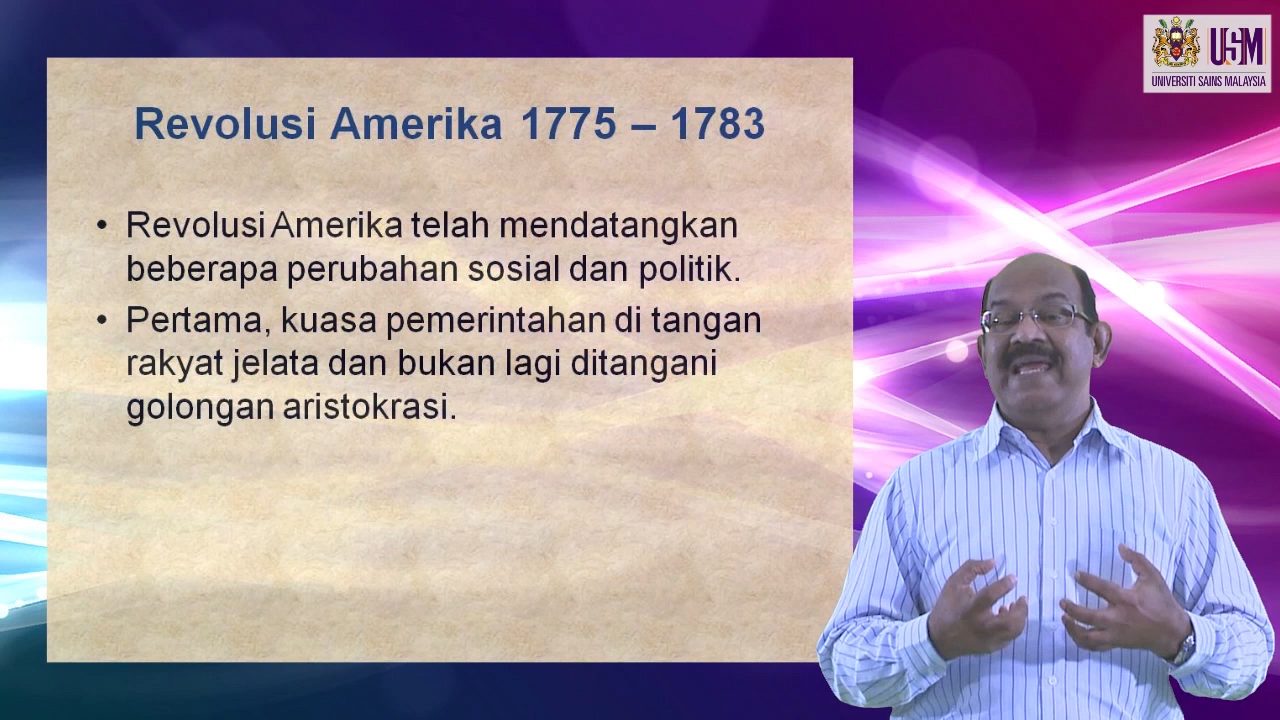 USM
UNIVERSITI SAINS MALAYSIA
Revolusi Amerika 1775 – 1783
• Revolusi Amerika telah mendatangkan
beberapa perubahan sosial dan politik.
• Pertama, kuasa pemerintahan di tangan
rakyat jelata dan bukan lagi ditangani
golongan aristokrasi.